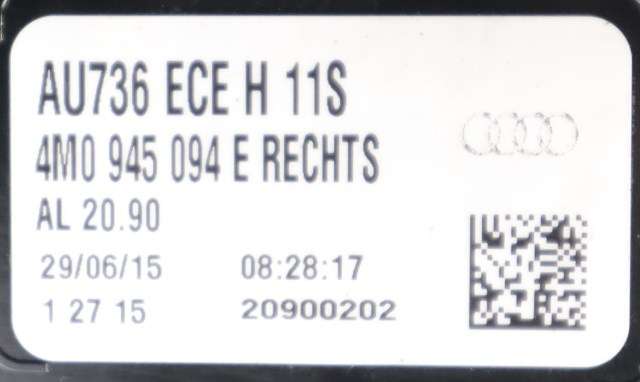 AU736 ECE H 11S
4M0 945 094 E RECHTS
AL 20.90
29/06/15 08:28:17
1 27 15 20900202